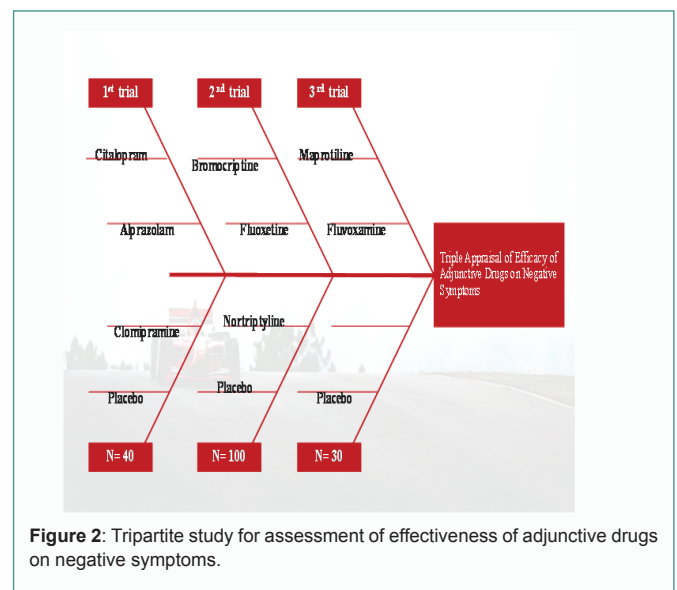 1st trial
2nd trial
3rd trial
Citalopram
Bromocriptine
Maprotiline
Alprazolam
Fluoxetine
Fluvoxamine
Triple Appraisal of Efficacy of
Adjunctive Drugs on Negative
Symptoms
Clomipramine
Nortriptyline
Placebo
Placebo
Placebo
N= 40
N= 100
N= 30
Figure 2: Tripartite study for assessment of effectiveness of adjunctive drugs
on negative symptoms.